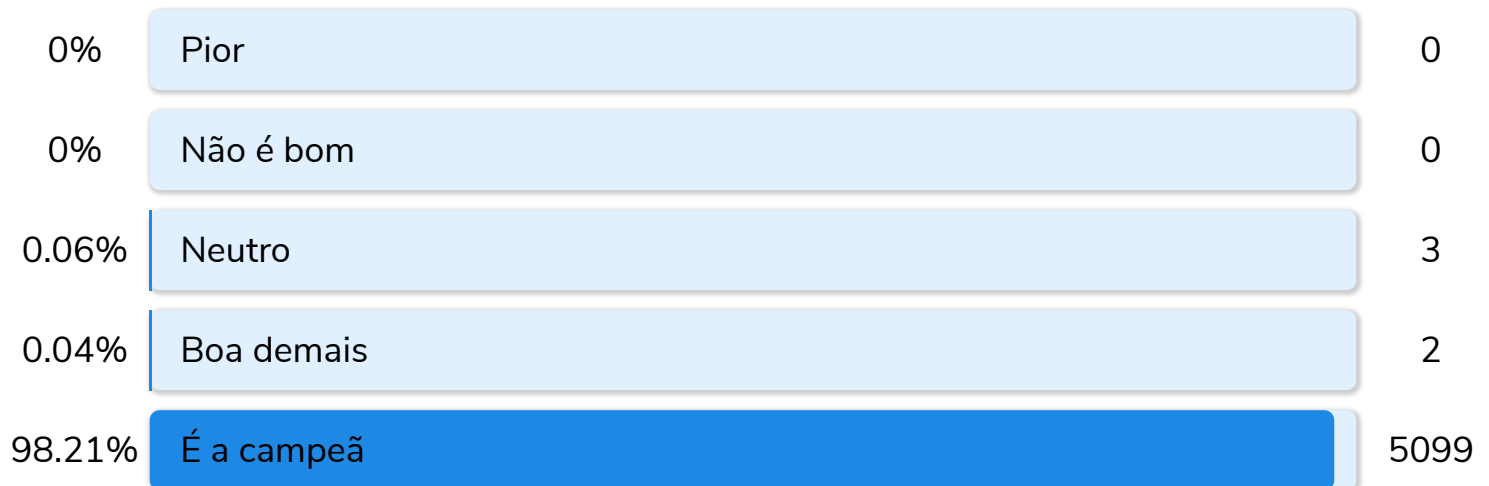 0% Pior 0
0% Não é bom 0
0.06% Neutro 3
0.04% Boa demais 2
98.21% É a campeã 5099